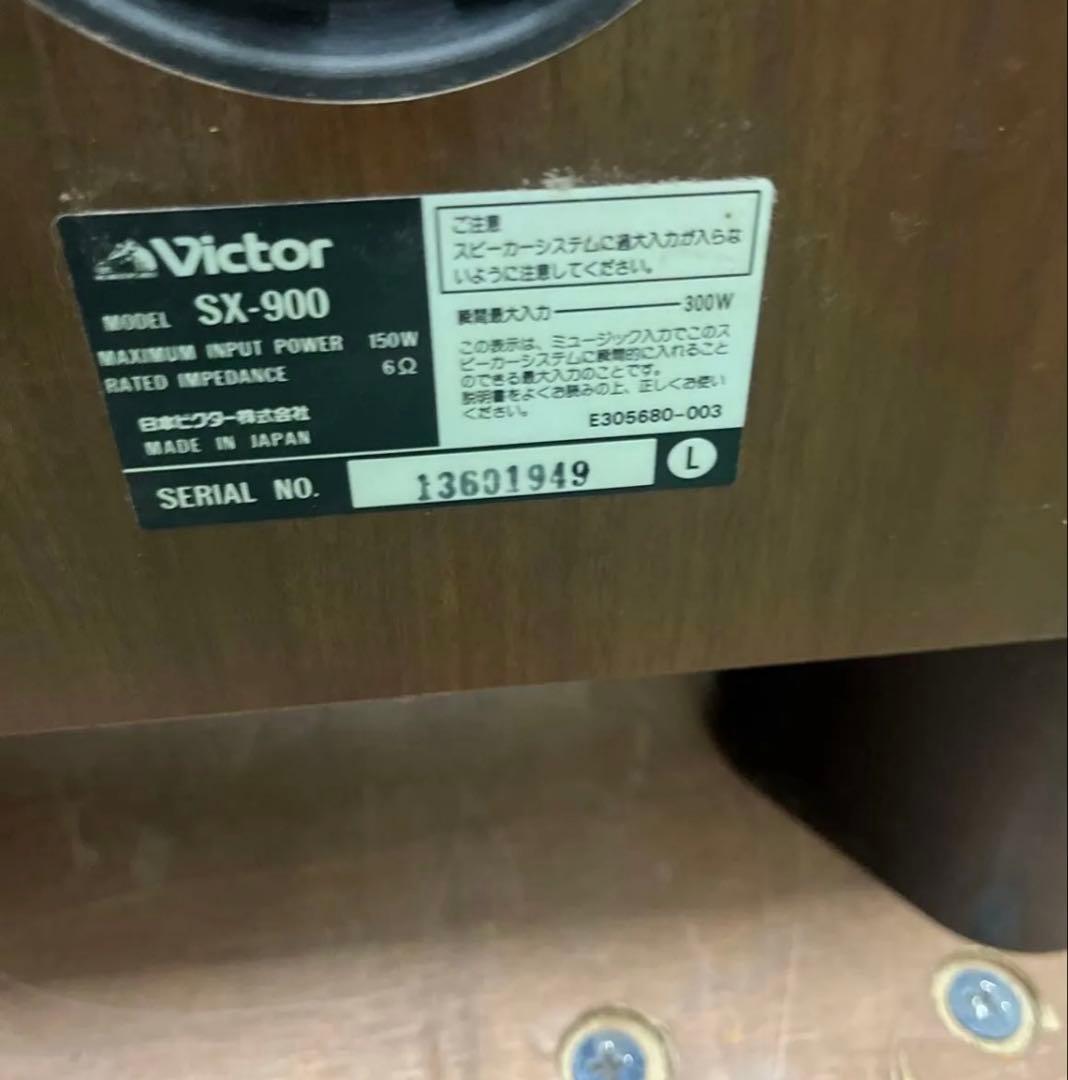 Victor
MODEL SX-900
MAXIMUM INPUT POWER 150W
RATED IMPEDANCE 6Ω
日本ビクター株式会社
MADE IN JAPAN
ご注意
スピーカーシステムに過大入力が入らな
いように注意してください。
瞬間最大入力 300W
この表示は、ミュージック入力でこのス
ピーカーシステムに瞬間的に入れること
のできる最大入力のことです。
説明書をよくお読みの上、正しくお使い
ください。
E305680-003
SERIAL NO. 13601949 L